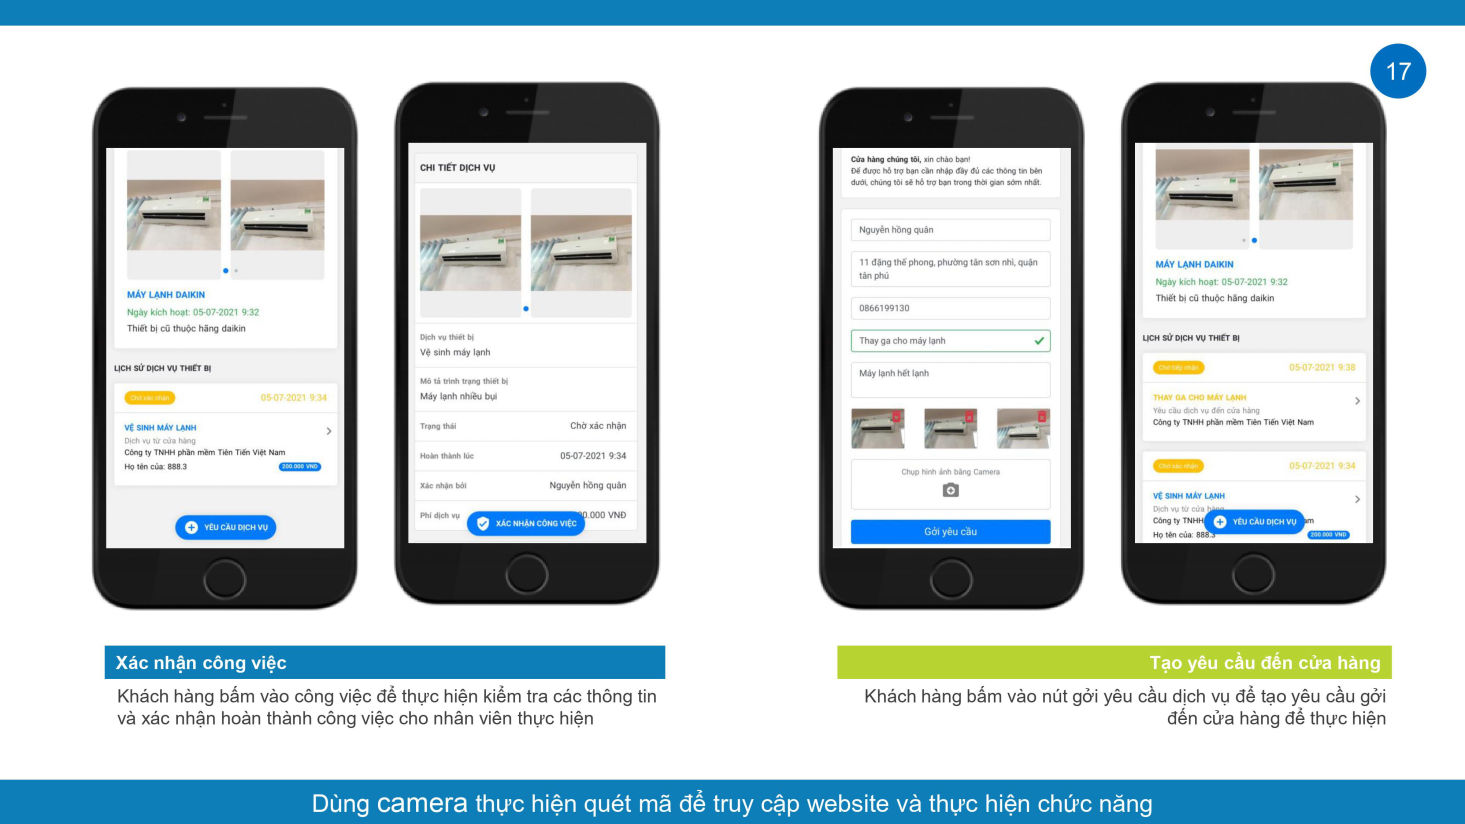 17
MÁY LẠNH DAIKIN
Ngày kích hoạt: 05-07-2021 9:32
Thiết bị cũ thuộc hãng daikin
LỊCH SỬ DỊCH VỤ THIẾT BỊ
Chờ xác nhận 05-07-2021 9:34
VỆ SINH MÁY LẠNH
Dịch vụ từ cửa hàng
Công ty TNHH phần mềm Tiên Tiến Việt Nam
Họ tên của: 888.3 200.000 VNĐ
YÊU CẦU DỊCH VỤ
CHI TIẾT DỊCH VỤ
Dịch vụ thiết bị
Vệ sinh máy lạnh
Mô tả trình trạng thiết bị
Máy lạnh nhiều bụi
Trạng thái Chờ xác nhận
Hoàn thành lúc 05-07-2021 9:34
Xác nhận bởi Nguyễn hồng quân
Phí dịch vụ 00.000 VNĐ
XÁC NHẬN CÔNG VIỆC
Cửa hàng chúng tôi, xin chào bạn!
Để được hỗ trợ bạn cần nhập đầy đủ các thông tin bên
dưới, chúng tôi sẽ hỗ trợ bạn trong thời gian sớm nhất.
Nguyễn hồng quân
11 đặng thế phong, phường tân sơn nhì, quận
tân phú
0866199130
Thay ga cho máy lạnh
Máy lạnh hết lạnh
Chụp hình ảnh bằng Camera
Gởi yêu cầu
MÁY LẠNH DAIKIN
Ngày kích hoạt: 05-07-2021 9:32
Thiết bị cũ thuộc hãng daikin
LỊCH SỬ DỊCH VỤ THIẾT BỊ
Chờ tiếp nhận 05-07-2021 9:38
THAY GA CHO MÁY LẠNH
Yêu cầu dịch vụ đến cửa hàng
Công ty TNHH phần mềm Tiên Tiến Việt Nam
Chờ xác nhận 05-07-2021 9:34
VỆ SINH MÁY LẠNH
Dịch vụ từ cửa hàng
Công ty TNHH am
Họ tên của: 888.3 200.000 VNĐ
YÊU CẦU DỊCH VỤ
Xác nhận công việc
Khách hàng bấm vào công việc để thực hiện kiểm tra các thông tin
và xác nhận hoàn thành công việc cho nhân viên thực hiện
Tạo yêu cầu đến cửa hàng
Khách hàng bấm vào nút gởi yêu cầu dịch vụ để tạo yêu cầu gởi
đến cửa hàng để thực hiện
Dùng camera thực hiện quét mã để truy cập website và thực hiện chức năng